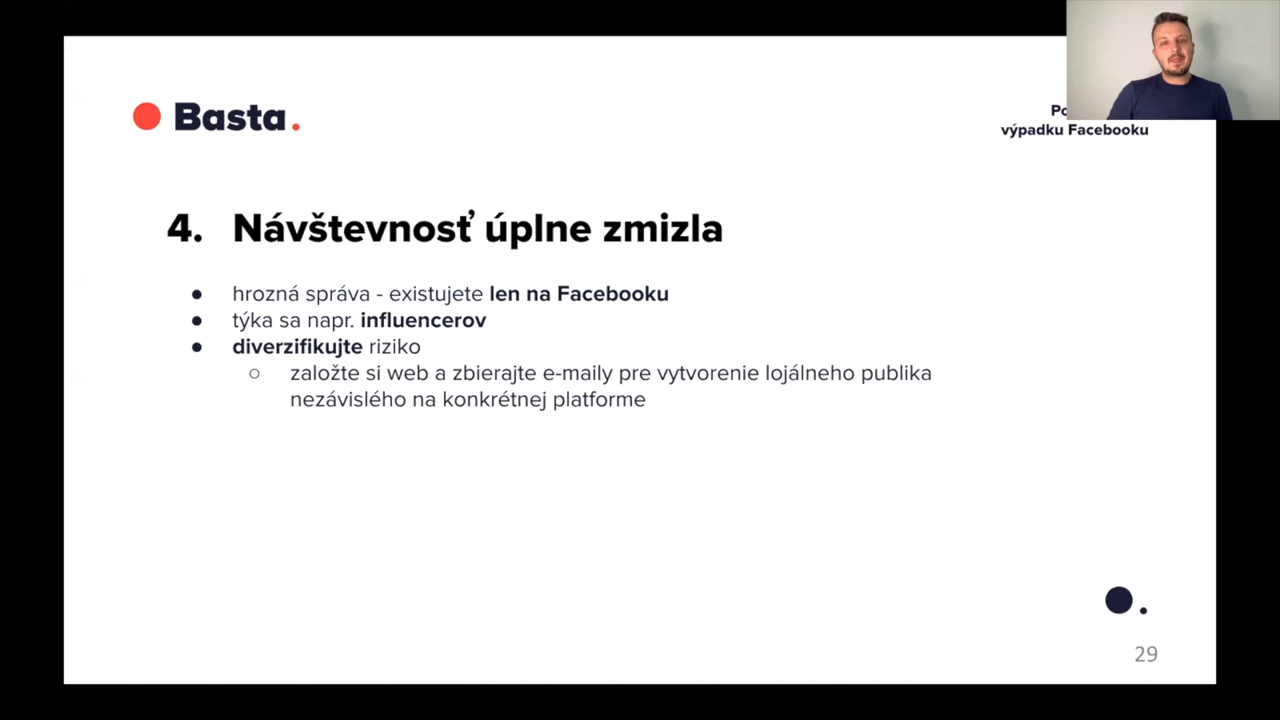 Basta.
výpadku Facebooku
4. Návštevnosť úplne zmizla
● hrozná správa - existujete len na Facebooku
● týka sa napr. influencerov
● diverzifikujte riziko
○ založte si web a zbierajte e-maily pre vytvorenie lojálneho publika
nezávislého na konkrétnej platforme
29